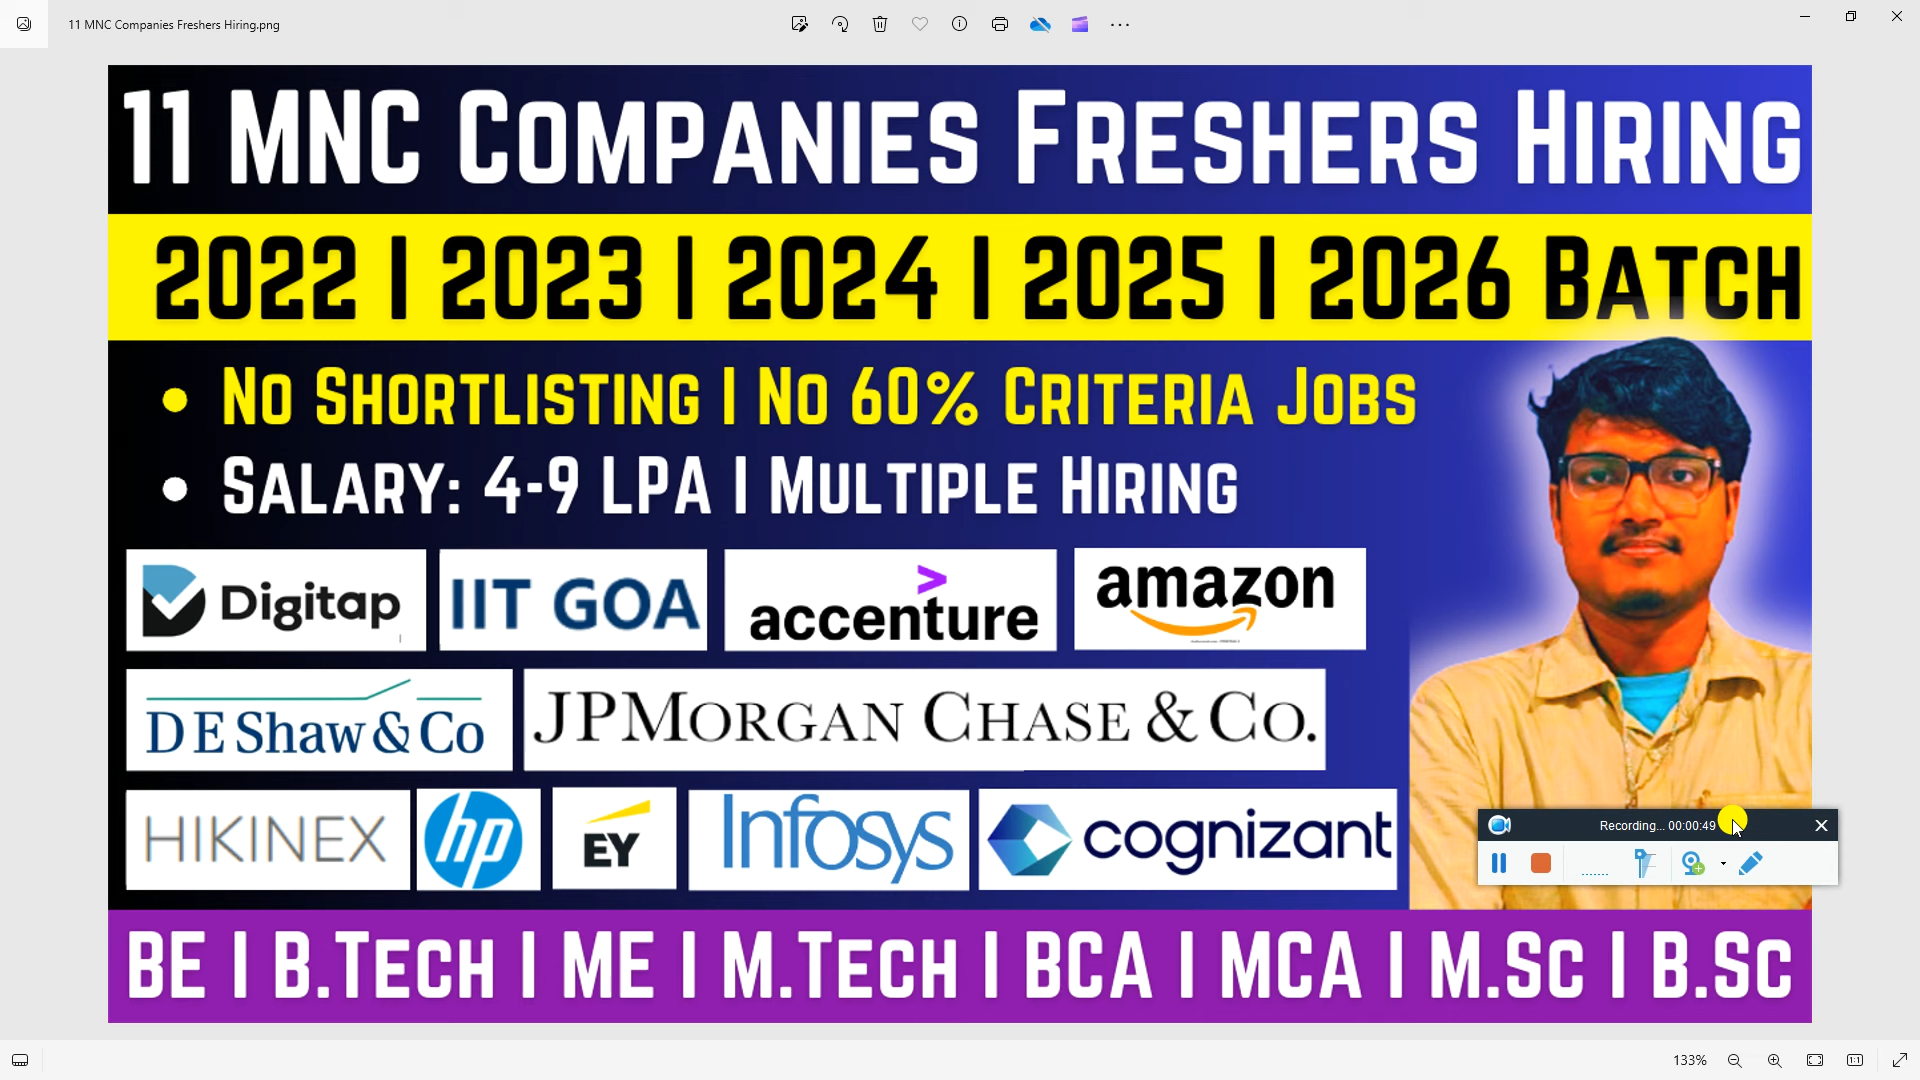 11 MNC Companies Freshers Hiring.png
11 MNC COMPANIES FRESHERS HIRING
2022 | 2023 | 2024 | 2025 | 2026 BATCH
• NO SHORTLISTING | NO 60% CRITERIA JOBS
• SALARY: 4-9 LPA | MULTIPLE HIRING
Digitap
IIT GOA
accenture
amazon
DE Shaw & Co
JPMORGAN CHASE & CO.
HIKINEX
hp
EY
Infosys
cognizant
Recording... 00:00:49
BE | B.TECH | ME | M.TECH | BCA | MCA | M.SC | B.SC
133%
1:1